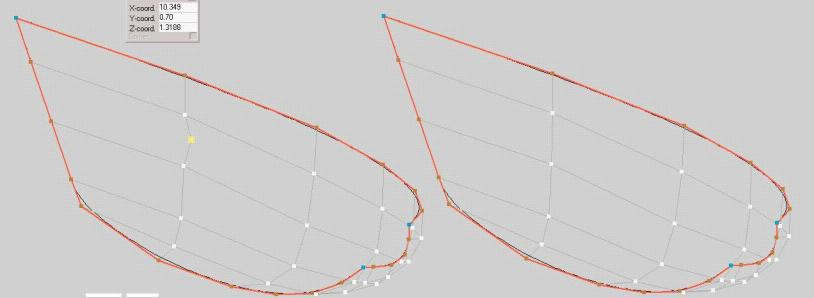 X-coord. 10.349
Y-coord. 0.70
Z-coord. 1.3188